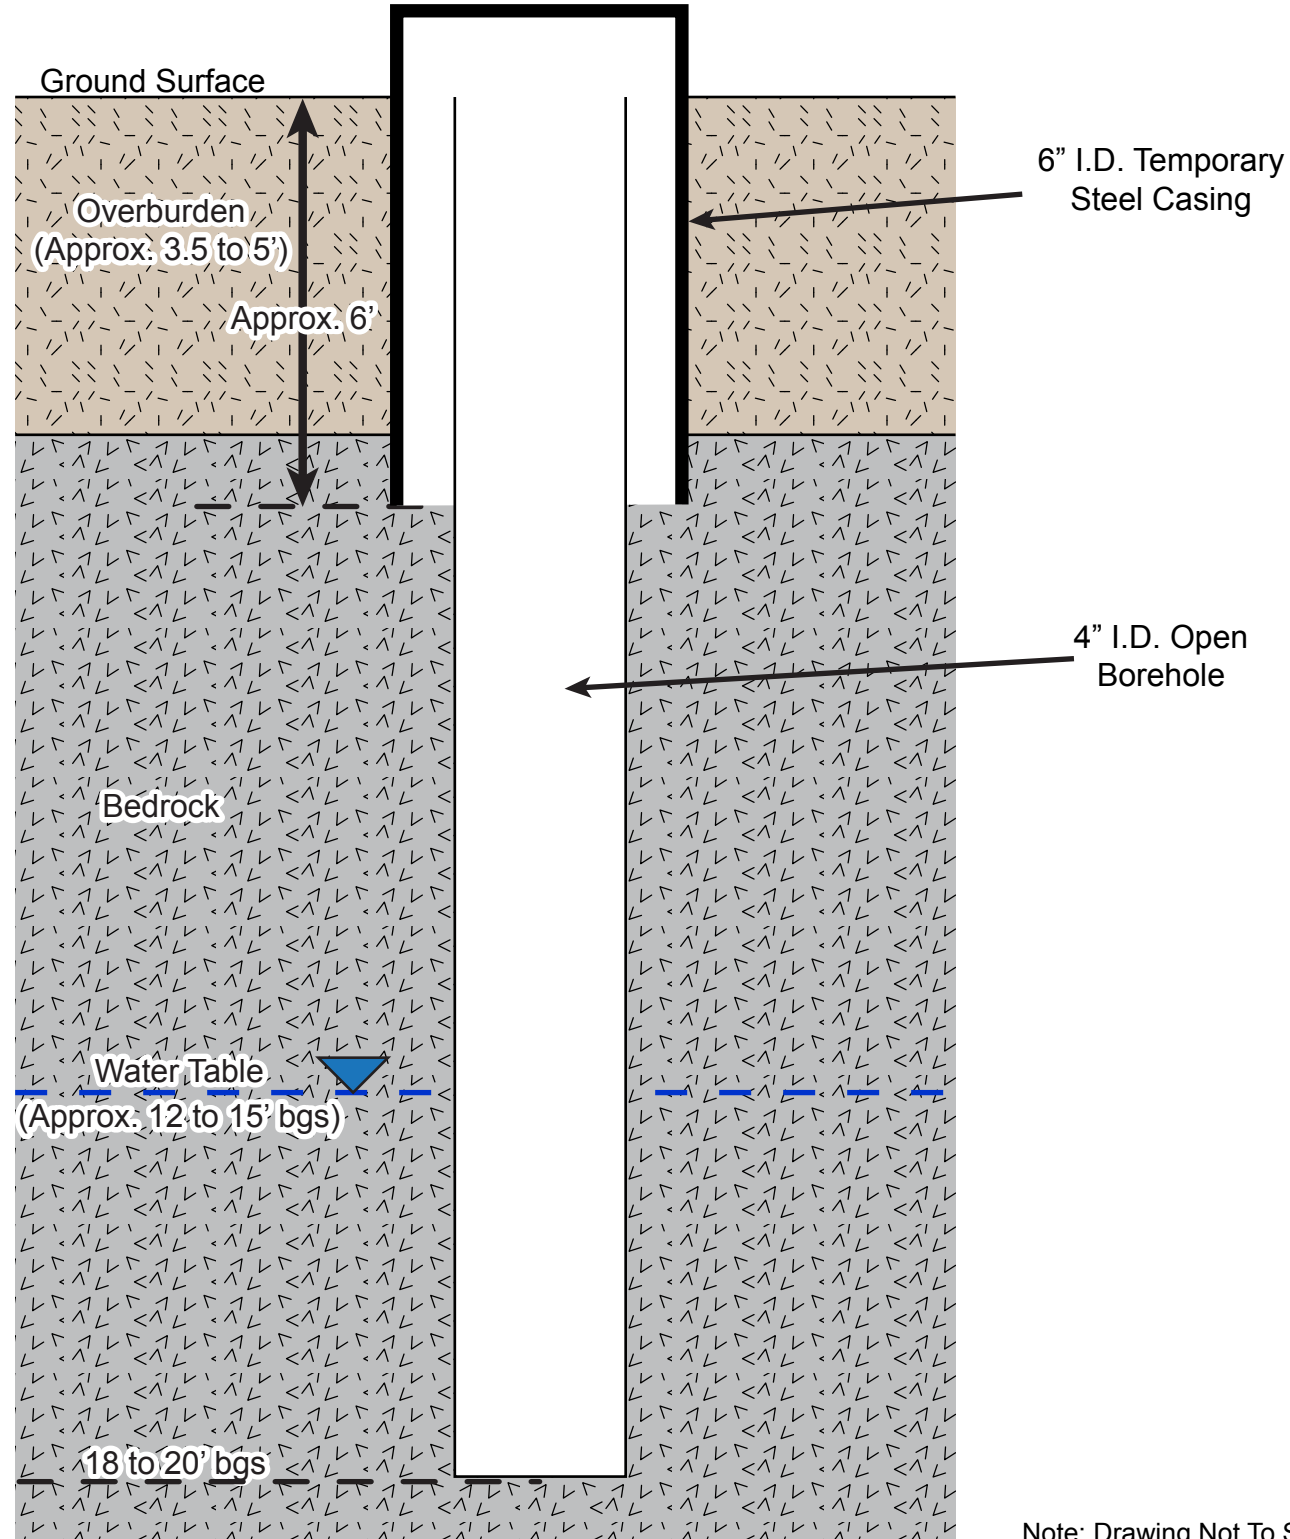 Ground Surface
6” I.D. Temporary
Steel Casing
Overburden
(Approx. 3.5 to 5’)
Approx. 6’
4” I.D. Open
Borehole
Bedrock
Water Table
(Approx. 12 to 15’ bgs)
18 to 20’ bgs
Note: Drawing Not To